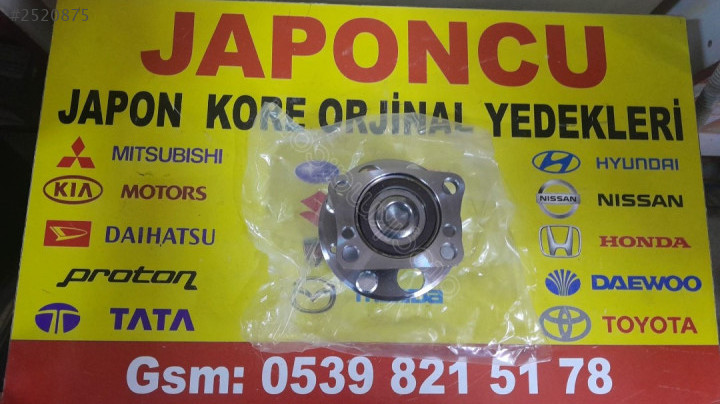 #2520875
JAPONCU
JAPON KORE ORJİNAL YEDEKLERİ
MITSUBISHI
KIA MOTORS
DAIHATSU
proton
TATA
HYUNDAI
NISSAN NISSAN
HONDA
DAEWOO
TOYOTA
Gsm: 0539 821 51 78